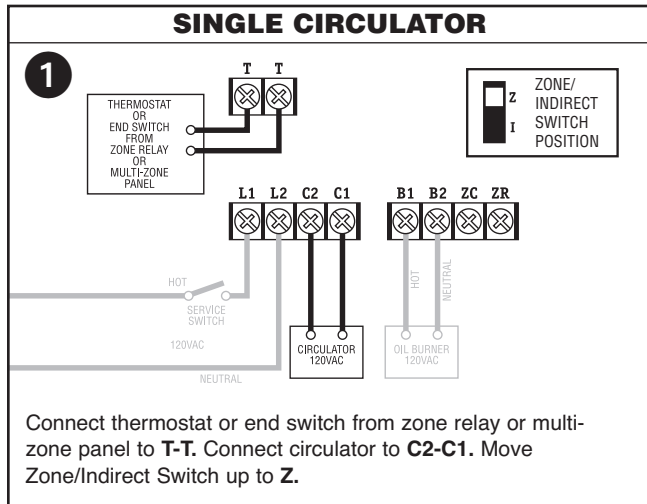 SINGLE CIRCULATOR
1
T T
THERMOSTAT
OR
END SWITCH
FROM
ZONE RELAY
OR
MULTI-ZONE
PANEL
Z
I
ZONE/
INDIRECT
SWITCH
POSITION
L1 L2 C2 C1 B1 B2 ZC ZR
HOT
SERVICE
SWITCH
120VAC
NEUTRAL
CIRCULATOR
120VAC
HOT
NEUTRAL
OIL BURNER
120VAC
Connect thermostat or end switch from zone relay or multi-
zone panel to T-T. Connect circulator to C2-C1. Move
Zone/Indirect Switch up to Z.